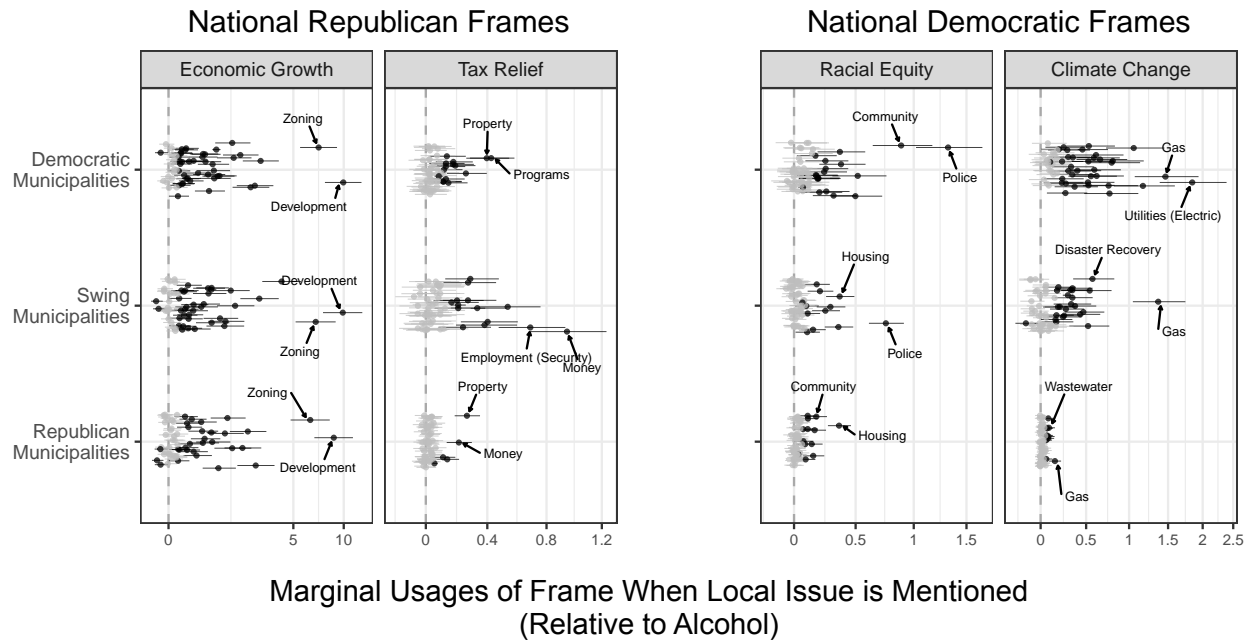 National Republican Frames
National Democratic Frames
Economic Growth
Tax Relief
Racial Equity
Climate Change
Democratic
Municipalities
Swing
Municipalities
Republican
Municipalities
Zoning
Development
Development
Zoning
Zoning
Development
Property
Programs
Employment (Security)
Money
Property
Money
Community
Police
Housing
Police
Community
Housing
Gas
Utilities (Electric)
Disaster Recovery
Gas
Wastewater
Gas
0 5 10
0 0.4 0.8 1.2
0 0.5 1 1.5
0 0.5 1 1.5 2 2.5
Marginal Usages of Frame When Local Issue is Mentioned
(Relative to Alcohol)